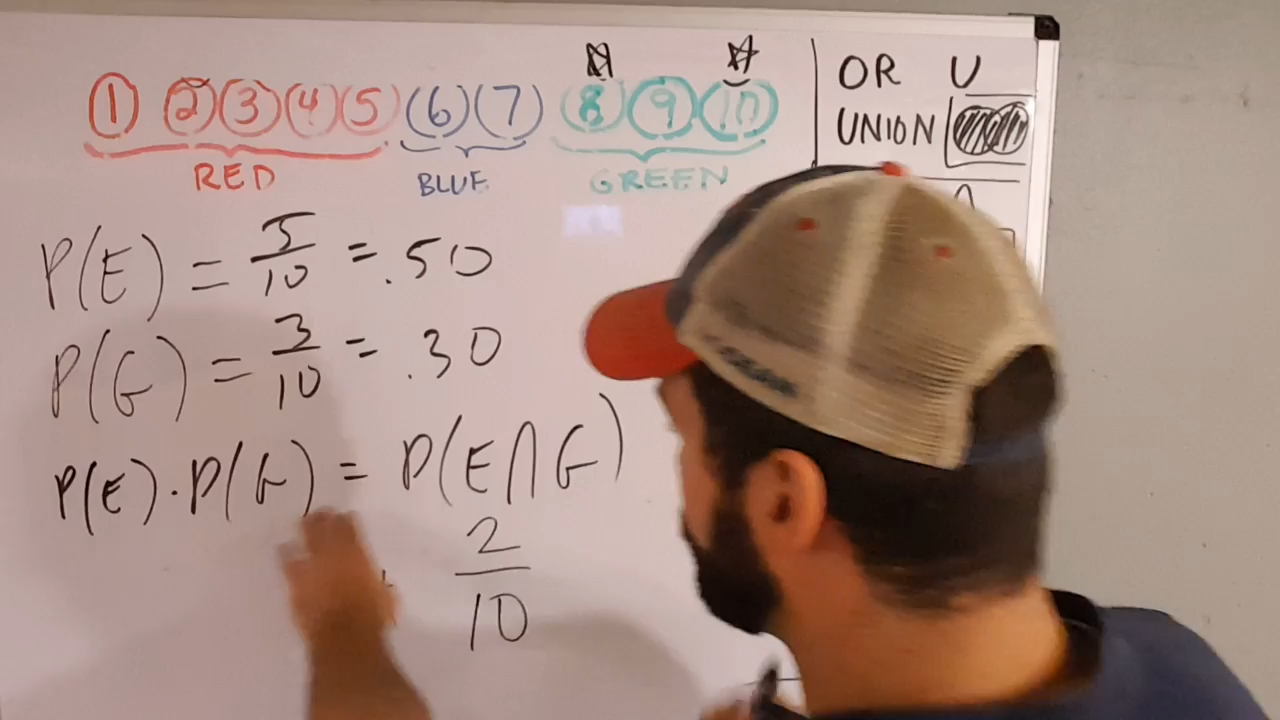 1 2 3 4 5 6 7 8 9 10
RED BLUE GREEN
OR U
UNION
P(E) = 5/10 = .50
P(G) = 3/10 = .30
P(E) · P(G) = P(E∩G)
2/10